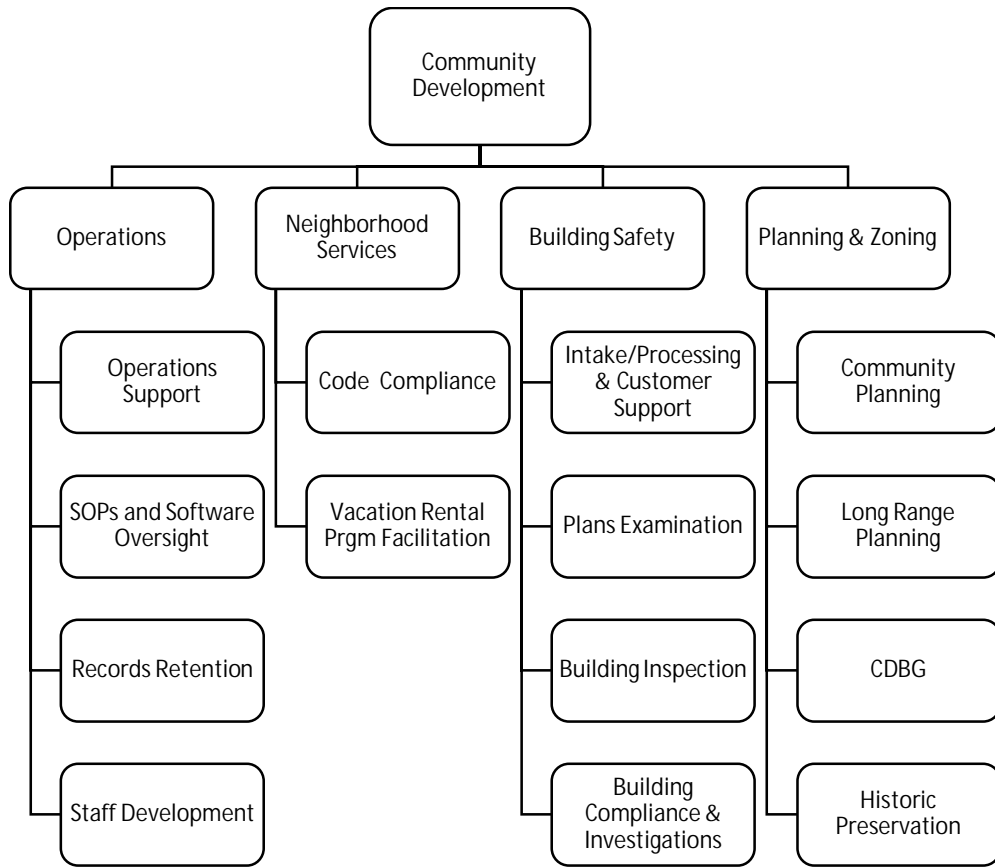 Community
Development
Operations
Neighborhood
Services
Building Safety
Planning & Zoning
Operations
Support
Code Compliance
Intake/Processing
& Customer
Support
Community
Planning
SOPs and Software
Oversight
Vacation Rental
Prgm Facilitation
Plans Examination
Long Range
Planning
Records Retention
Building Inspection
CDBG
Staff Development
Building
Compliance &
Investigations
Historic
Preservation